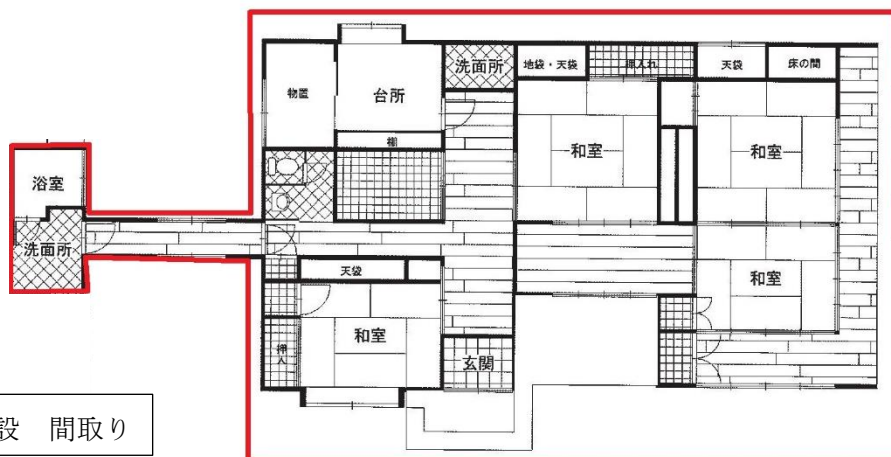 洗面所
地袋・天袋
押入れ
天袋
床の間
物置
台所
棚
和室
和室
浴室
洗面所
和室
天袋
和室
押入
玄関
設 間取り